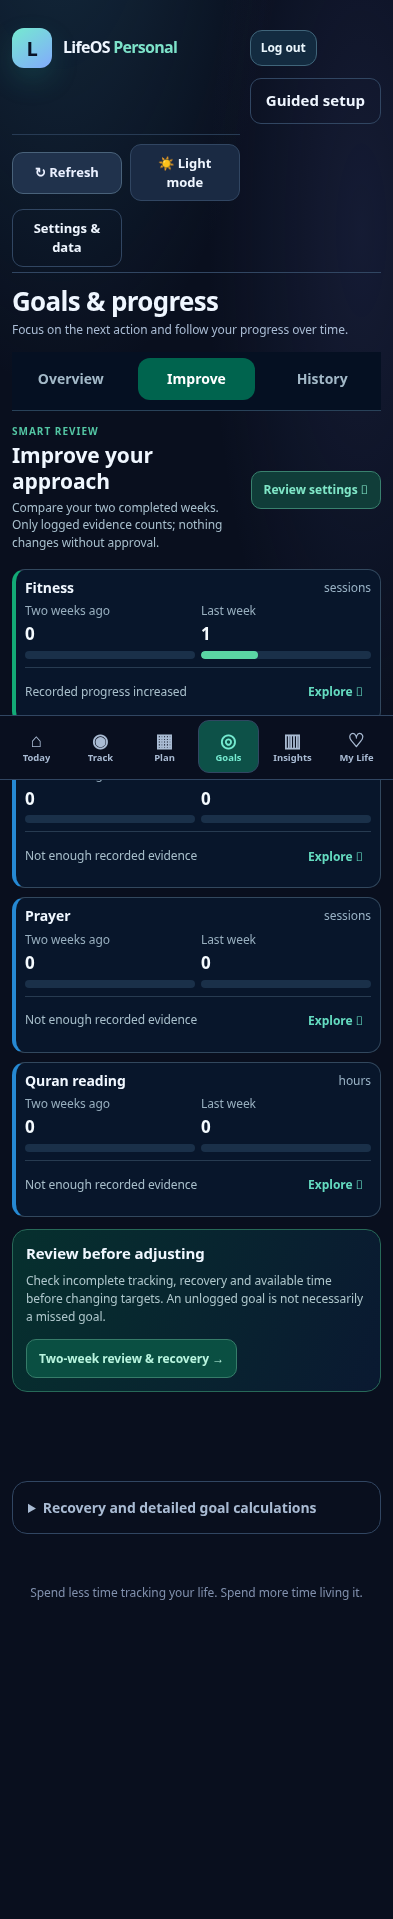 L LifeOS Personal
Log out
Guided setup
↻ Refresh
☀️ Light
mode
Settings &
data
Goals & progress
Focus on the next action and follow your progress over time.
Overview Improve History
SMART REVIEW
Improve your
approach
Compare your two completed weeks.
Only logged evidence counts; nothing
changes without approval.
Review settings
Fitness sessions
Two weeks ago Last week
0 1
Recorded progress increased Explore
Today Track Plan Goals Insights My Life
0 0
Not enough recorded evidence Explore
Prayer sessions
Two weeks ago Last week
0 0
Not enough recorded evidence Explore
Quran reading hours
Two weeks ago Last week
0 0
Not enough recorded evidence Explore
Review before adjusting
Check incomplete tracking, recovery and available time
before changing targets. An unlogged goal is not necessarily
a missed goal.
Two-week review & recovery →
▶ Recovery and detailed goal calculations
Spend less time tracking your life. Spend more time living it.